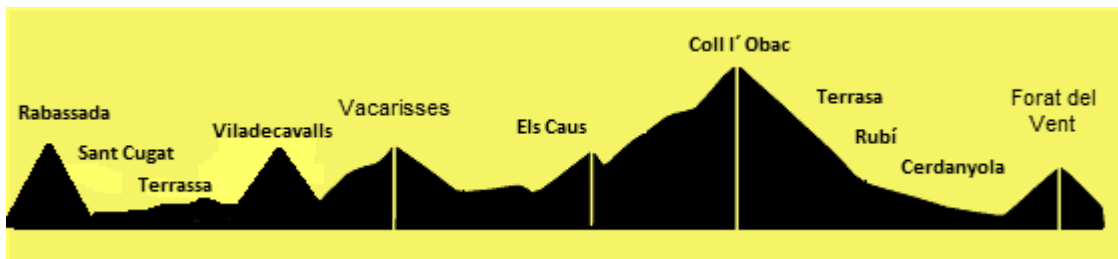 Rabassada
Sant Cugat
Terrassa
Viladecavalls
Vacarisses
Els Caus
Coll l´ Obac
Terrasa
Rubí
Cerdanyola
Forat del
Vent